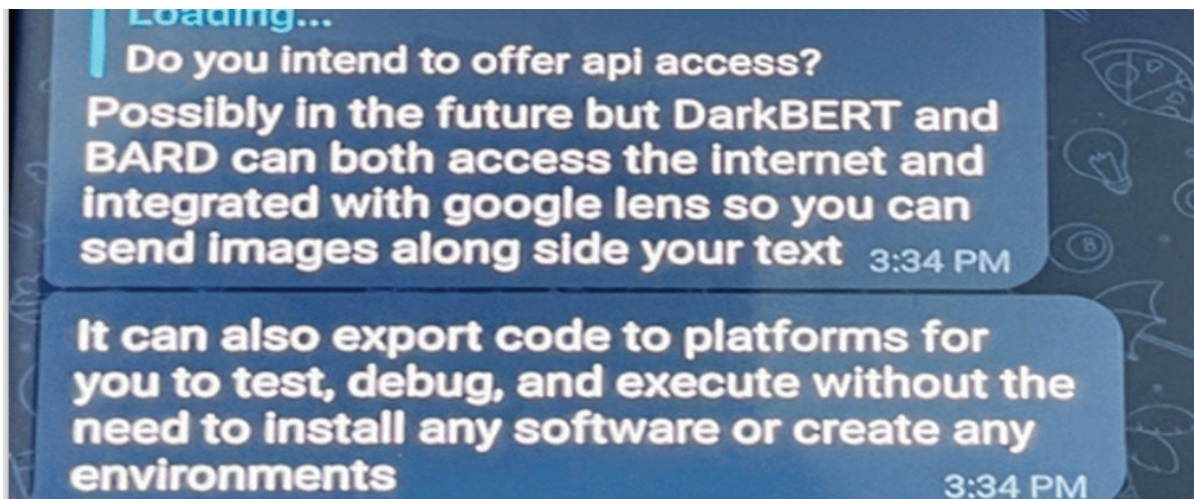 Loading...
Do you intend to offer api access?
Possibly in the future but DarkBERT and
BARD can both access the internet and
integrated with google lens so you can
send images along side your text 3:34 PM
It can also export code to platforms for
you to test, debug, and execute without the
need to install any software or create any
environments 3:34 PM